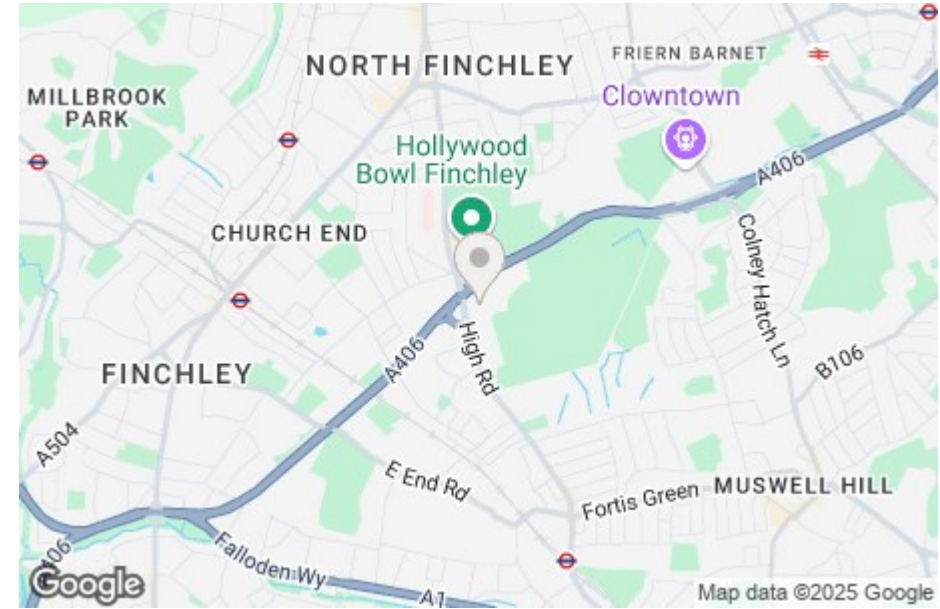 NORTH FINCHLEY
FRIERN BARNET
MILLBROOK
PARK
Clowntown
Hollywood
Bowl Finchley
A406
CHURCH END
Colney Hatch Ln
High Rd
A406
B106
FINCHLEY
A504
E End Rd
Fortis Green
MUSWELL HILL
A406
Falloden Wy
A1
Google
Map data ©2025 Google